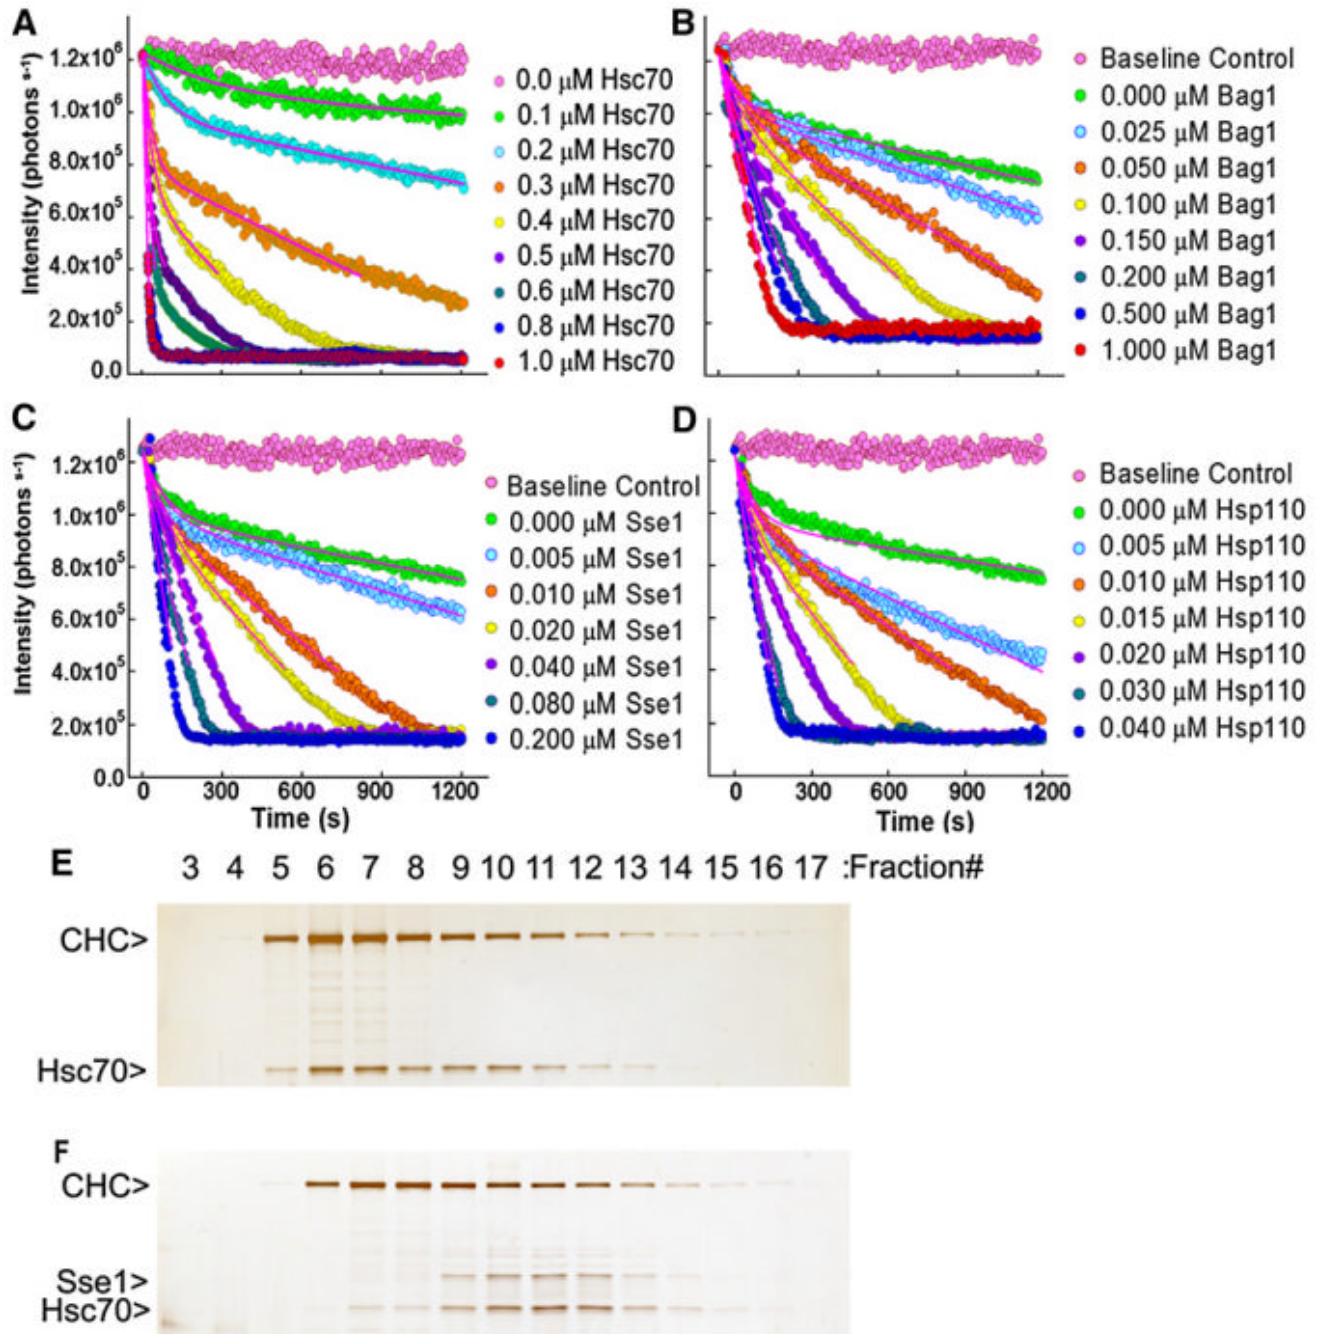 A
Intensity (photons s⁻¹)
1.2x10⁶
1.0x10⁶
8.0x10⁵
6.0x10⁵
4.0x10⁵
2.0x10⁵
0.0
0.0 μM Hsc70
0.1 μM Hsc70
0.2 μM Hsc70
0.3 μM Hsc70
0.4 μM Hsc70
0.5 μM Hsc70
0.6 μM Hsc70
0.8 μM Hsc70
1.0 μM Hsc70
B
Baseline Control
0.000 μM Bag1
0.025 μM Bag1
0.050 μM Bag1
0.100 μM Bag1
0.150 μM Bag1
0.200 μM Bag1
0.500 μM Bag1
1.000 μM Bag1
C
Intensity (photons s⁻¹)
1.2x10⁶
1.0x10⁶
8.0x10⁵
6.0x10⁵
4.0x10⁵
2.0x10⁵
0.0
0 300 600 900 1200
Time (s)
Baseline Control
0.000 μM Sse1
0.005 μM Sse1
0.010 μM Sse1
0.020 μM Sse1
0.040 μM Sse1
0.080 μM Sse1
0.200 μM Sse1
D
0 300 600 900 1200
Time (s)
Baseline Control
0.000 μM Hsp110
0.005 μM Hsp110
0.010 μM Hsp110
0.015 μM Hsp110
0.020 μM Hsp110
0.030 μM Hsp110
0.040 μM Hsp110
E
3 4 5 6 7 8 9 10 11 12 13 14 15 16 17 :Fraction#
CHC>
Hsc70>
F
CHC>
Sse1>
Hsc70>